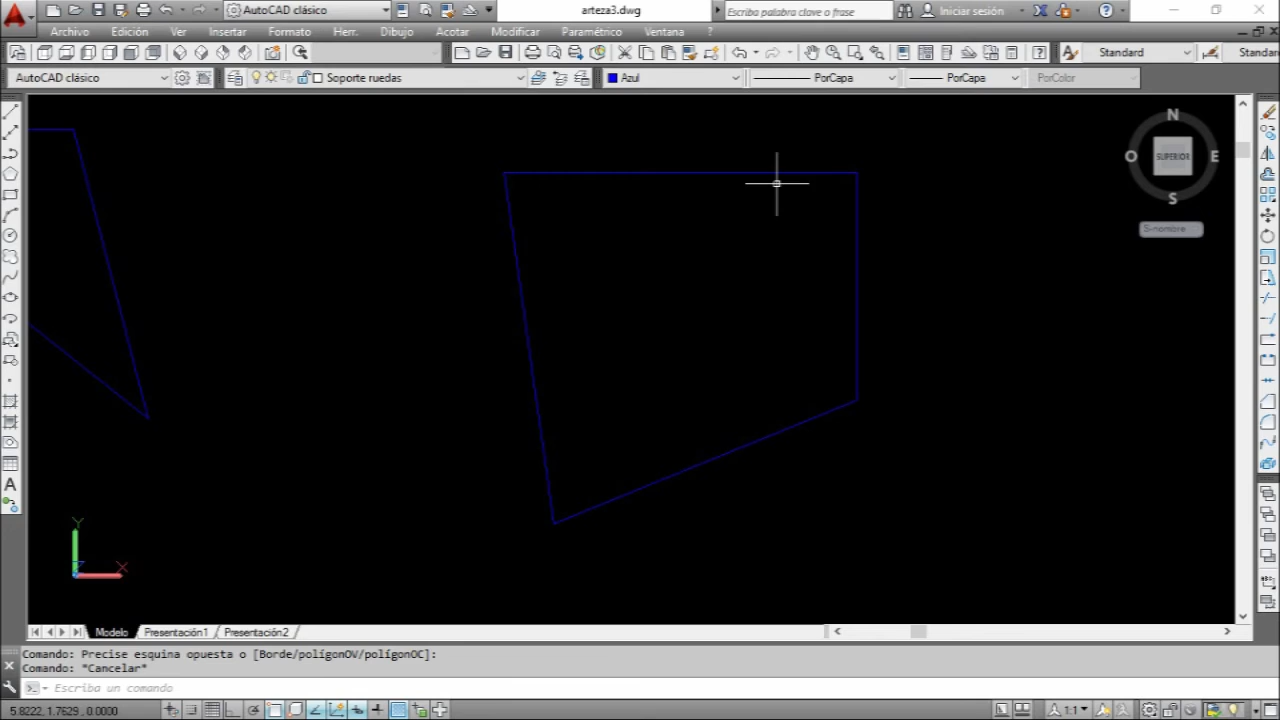 AutoCAD clásico arteza3.dwg Escriba palabra clave o frase Iniciar sesión
Archivo Edición Ver Insertar Formato Herr. Dibujo Modificar Acotar Paramétrico Ventana ?
Standard Standar
AutoCAD clásico Soporte ruedas Azul PorCapa PorCapa PorColor
N
O SUPERIOR E
S
S-nombre
Y
X
Modelo Presentación1 Presentación2
Comando: Precise esquina opuesta o [Borde/polígonOV/polígonOC]:
Comando: *Cancelar*
Escriba un comando
5.8222, 1.7629, 0.0000 1:1